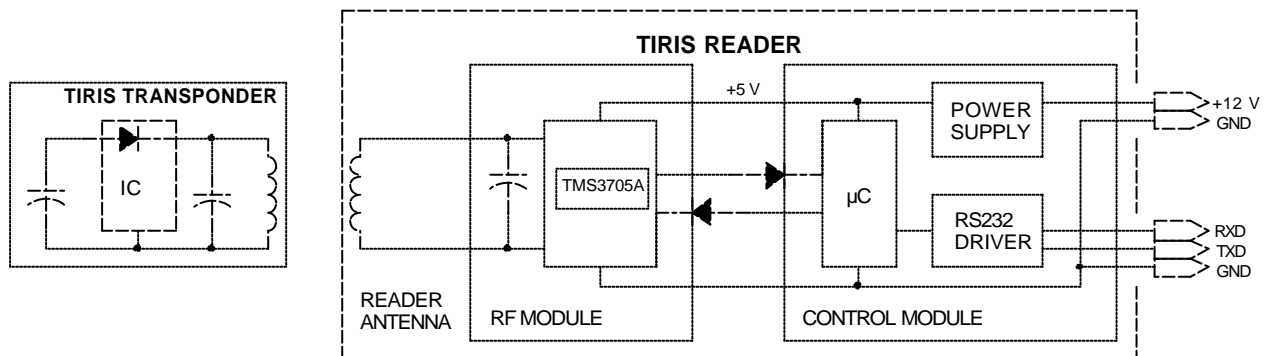 TIRIS READER
TIRIS TRANSPONDER
IC
READER
ANTENNA
TMS3705A
RF MODULE
+5 V
µC
POWER
SUPPLY
RS232
DRIVER
CONTROL MODULE
+12 V
GND
RXD
TXD
GND